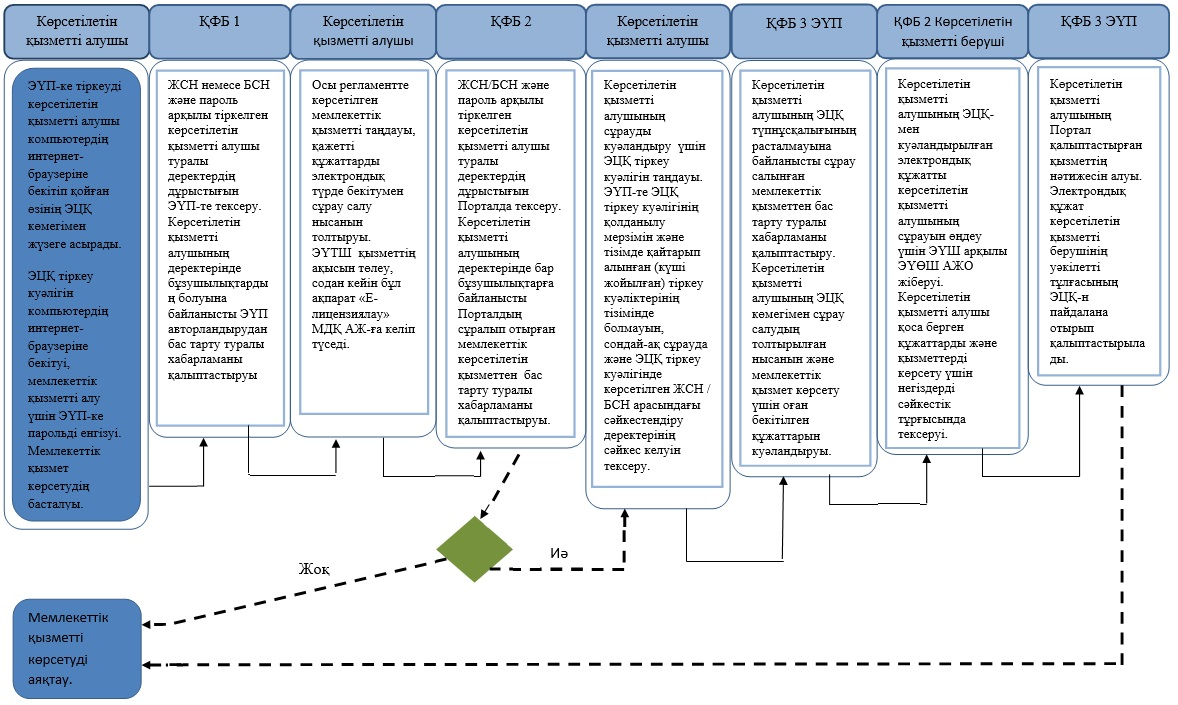 Көрсетілетін
қызметті алушы
ҚФБ 1
Көрсетілетін
қызметті алушы
ҚФБ 2
Көрсетілетін
қызметті алушы
ҚФБ 3 ЭҮП
ҚФБ 2 Көрсетілетін
қызметті беруші
ҚФБ 3 ЭҮП
ЭҮП-ке тіркеуді
көрсетілетін
қызметті алушы
компьютердің
интернет-
браузеріне
бекітіп қойған
өзінің ЭЦҚ
көмегімен
жүзеге асырады.
ЭЦҚ тіркеу
куәлігін
компьютердің
интернет-
браузеріне
бекітуі,
мемлекеттік
қызметті алу
үшін ЭҮП-ке
парольді енгізуі.
Мемлекеттік
қызмет
көрсетудің
басталуы.
ЖСН немесе БСН
және пароль
арқылы тіркелген
көрсетілетін
қызметті алушы
туралы
деректердің
дұрыстығын
ЭҮП-те тексеру.
Көрсетілетін
қызметті
алушының
деректерінде
бұзушылықтарды
ң болуына
байланысты ЭҮП
авторландырудан
бас тарту туралы
хабарламаны
қалыптастыруы
Осы регламентте
көрсетілген
мемлекеттік
қызметті таңдауы,
қажетті
құжаттарды
электрондық
түрде бекітумен
сұрау салу
нысанын
толтыруы.
ЭҮТШ қызметтің
ақысын төлеу,
содан кейін бұл
ақпарат «Е-
лицензиялау»
МДҚ АЖ-ға келіп
түседі.
ЖСН/БСН және
пароль арқылы
тіркелген
көрсетілетін
қызметті алушы
туралы
деректердің
дұрыстығын
Порталда тексеру.
Көрсетілетін
қызметті
алушының
деректерінде бар
бұзушылықтарға
байланысты
Порталдың
сұралып отырған
мемлекеттік
көрсетілетін
қызметтен бас
тарту туралы
хабарламаны
қалыптастыруы.
Көрсетілетін
қызметті
алушының
сұрауды
куәландыру үшін
ЭЦҚ тіркеу
куәлігін таңдауы.
ЭҮП-те ЭЦҚ
тіркеу куәлігінің
қолданылу
мерзімін және
тізімде қайтарып
алынған (күші
жойылған) тіркеу
куәліктерінің
тізімінде
болмауын,
сондай-ақ сұрауда
және ЭЦҚ тіркеу
куәлігінде
көрсетілген ЖСН /
БСН арасындағы
сәйкестендіру
деректерінің
сәйкес келуін
тексеру.
Көрсетілетін
қызметті
алушының ЭЦҚ
түпнұсқалығының
расталмауына
байланысты сұрау
салынған
мемлекеттік
қызметтен бас
тарту туралы
хабарламаны
қалыптастыру.
Көрсетілетін
қызметті
алушының ЭЦҚ
көмегімен сұрау
салудың
толтырылған
нысанын және
мемлекеттік
қызмет көрсету
үшін оған
бекітілген
құжаттарын
куәландыруы.
Көрсетілетін
қызметті
алушының ЭЦҚ-
мен
куәландырылған
электрондық
құжатты
көрсетілетін
қызметті
алушының
сұрауын өңдеу
үшін ЭҮШ арқылы
ЭҮӨШ АЖО
жіберуі.
Көрсетілетін
қызметті алушы
қоса берген
құжаттарды және
қызметтерді
көрсету үшін
негіздерді
сәйкестік
тұрғысында
тексеруі.
Көрсетілетін
қызметті
алушының
Портал
қалыптастырған
қызметтің
нәтижесін алуы.
Электрондық
құжат
көрсетілетін
қызметті
берушінің
уәкілетті
тұлғасының
ЭЦҚ-н
пайдалана
отырып
қалыптастырыла
ды.
Иә
Жоқ
Мемлекеттік
қызметті
көрсетуді
аяқтау.